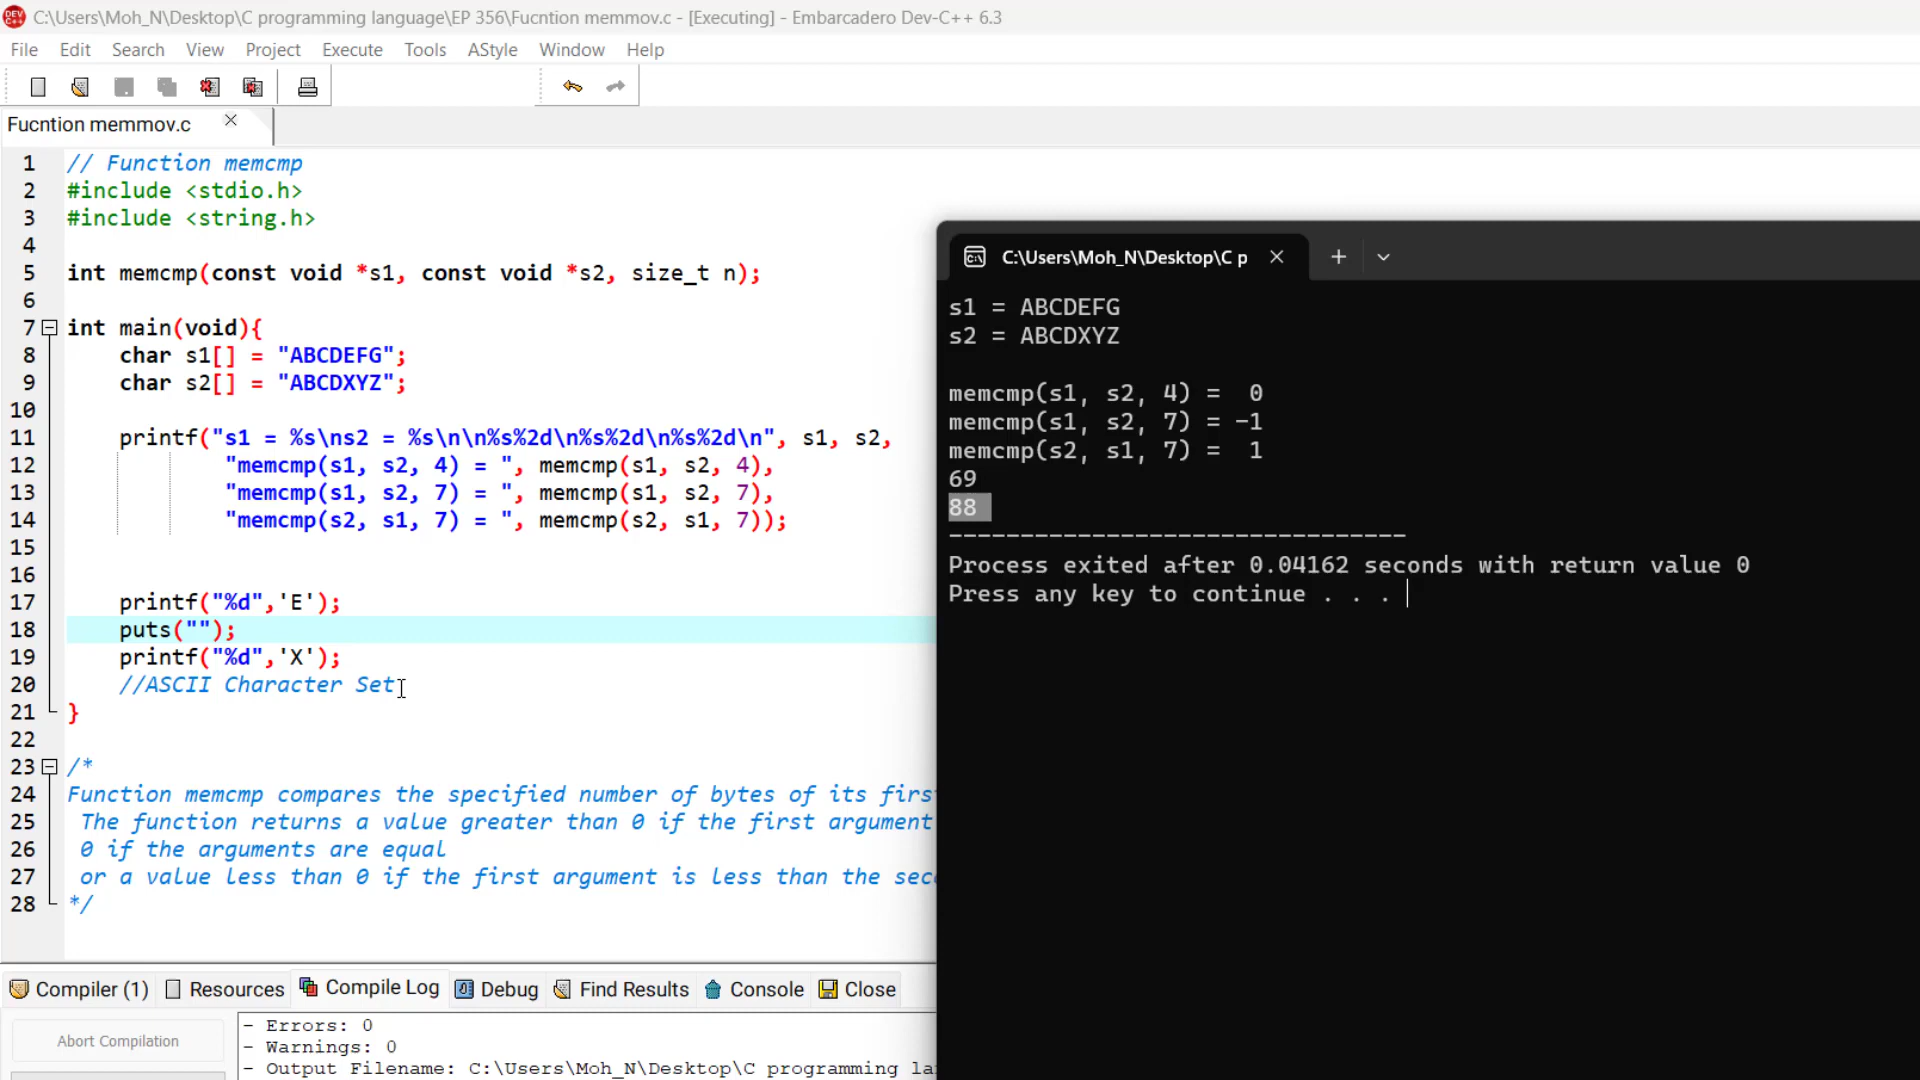 C:\Users\Moh_N\Desktop\C programming language\EP 356\Fucntion memmov.c - [Executing] - Embarcadero Dev-C++ 6.3
File Edit Search View Project Execute Tools AStyle Window Help
Fucntion memmov.c
1 // Function memcmp
2 #include <stdio.h>
3 #include <string.h>
4
5 int memcmp(const void *s1, const void *s2, size_t n);
6
7 int main(void){
8 char s1[] = "ABCDEFG";
9 char s2[] = "ABCDXYZ";
10
11 printf("s1 = %s\ns2 = %s\n\n%s%2d\n%s%2d\n%s%2d\n", s1, s2,
12 "memcmp(s1, s2, 4) = ", memcmp(s1, s2, 4),
13 "memcmp(s1, s2, 7) = ", memcmp(s1, s2, 7),
14 "memcmp(s2, s1, 7) = ", memcmp(s2, s1, 7));
15
16
17 printf("%d",'E');
18 puts("");
19 printf("%d",'X');
20 //ASCII Character Set
21 }
22
23 /*
24 Function memcmp compares the specified number of bytes of its firs
25 The function returns a value greater than 0 if the first argument
26 0 if the arguments are equal
27 or a value less than 0 if the first argument is less than the sec
28 */
C:\Users\Moh_N\Desktop\C p
s1 = ABCDEFG
s2 = ABCDXYZ
memcmp(s1, s2, 4) =  0
memcmp(s1, s2, 7) = -1
memcmp(s2, s1, 7) =  1
69
88
--------------------------------
Process exited after 0.04162 seconds with return value 0
Press any key to continue . . .
Compiler (1) Resources Compile Log Debug Find Results Console Close
Abort Compilation
- Errors: 0
- Warnings: 0
- Output Filename: C:\Users\Moh_N\Desktop\C programming la